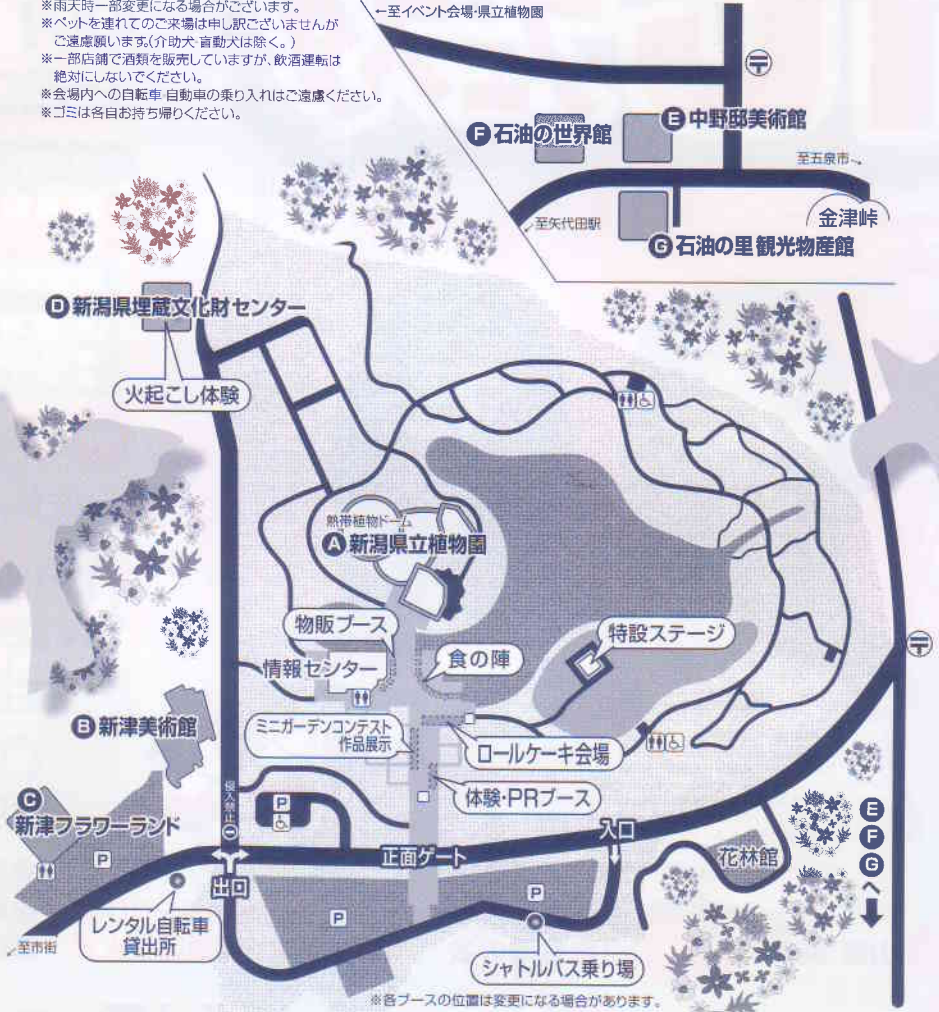 ※雨天時一部変更になる場合がございます。
※ペットを連れてのご来場は申し訳ございませんが
ご遠慮願います。(介助犬・盲動犬は除く。)
※一部店舗で酒類を販売していますが、飲酒運転は
絶対にしないでください。
※会場内への自転車・自動車の乗り入れはご遠慮ください。
※ゴミは各自お持ち帰りください。
←至イベント会場・県立植物園
〒
F 石油の世界館
E 中野邸美術館
至五泉市
至矢代田駅
金津峠
G 石油の里観光物産館
D 新潟県埋蔵文化財センター
火起こし体験
熱帯植物ドーム
A 新潟県立植物園
物販ブース
特設ステージ
食の陣
情報センター
〒
B 新津美術館
ミニガーデンコンテスト
作品展示
ロールケーキ会場
体験・PRブース
C
新津フラワーランド
P
侵入禁止
P
入口
正面ゲート
花林館
E
F
G
へ
出口
P
P
レンタル自転車
貸出所
至市街
シャトルバス乗り場
※各ブースの位置は変更になる場合があります。